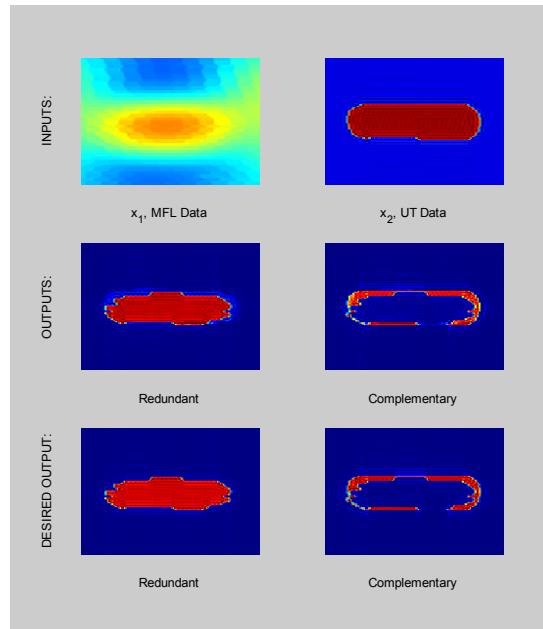 INPUTS:
x1, MFL Data
x2, UT Data
OUTPUTS:
Redundant
Complementary
DESIRED OUTPUT:
Redundant
Complementary